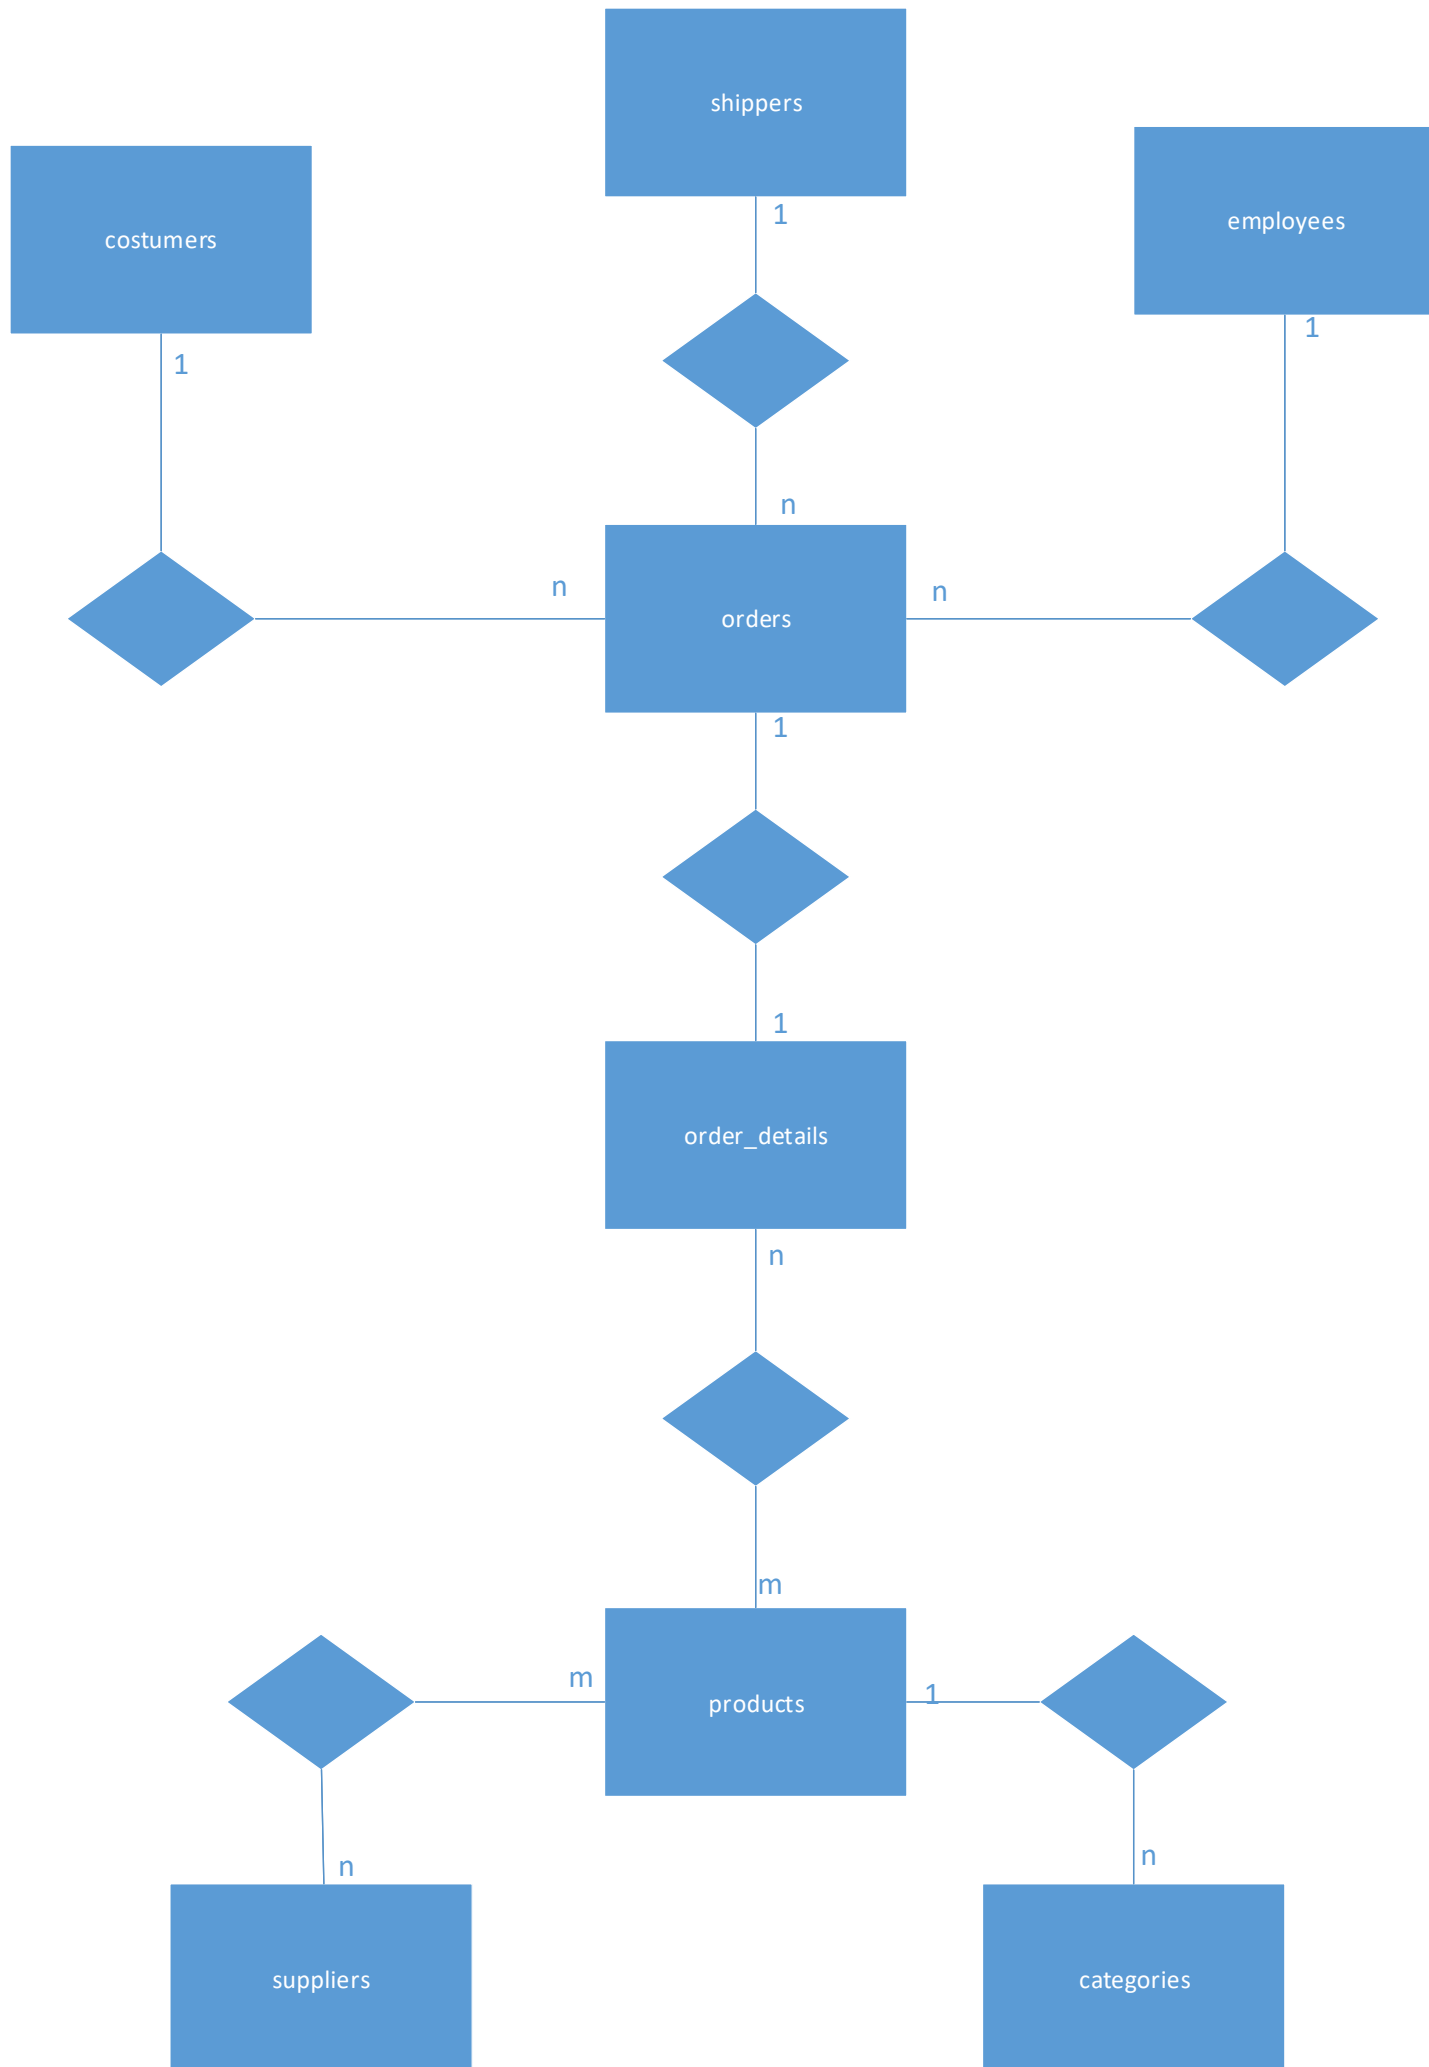 shippers
costumers
employees
1
1
1
n
n
n
orders
1
1
order_details
n
m
m
products
1
n
n
suppliers
categories